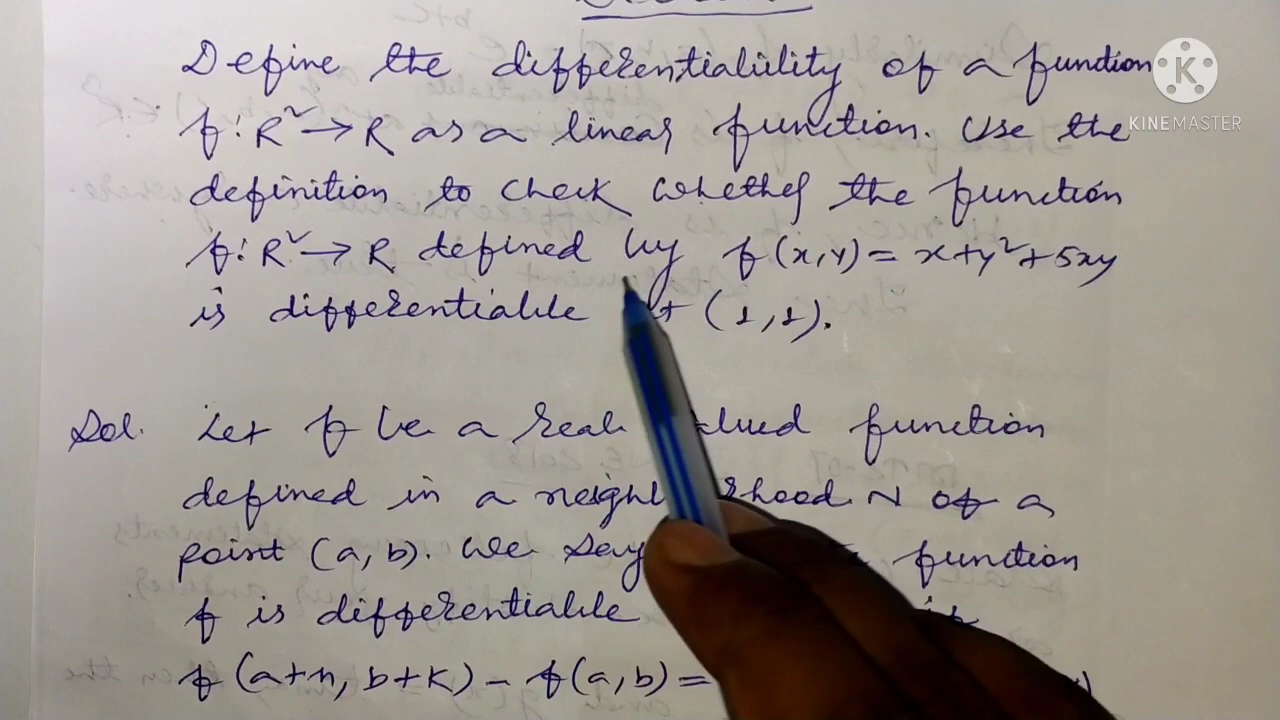 Define the differentiability of a function
f: R² → R as a linear function. Use the
KINEMASTER
definition to check whether the function
f: R² → R defined by f(x,y) = x+y²+5xy
is differentiable (1,1).
Sol. Let f be a real function
defined in a N of a
point (a, b). We say function
f is differentiable if
f(a+h, b+k) - f(a,b) =